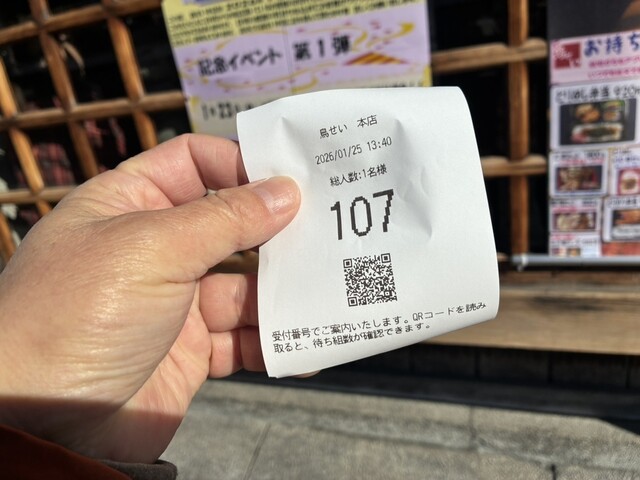 記念イベント 第1弾
お持ち
鳥せい 本店
2026/01/25 13:40
総人数:1名様
107
受付番号でご案内いたします。QRコードを読み
取ると、待ち組数が確認できます。